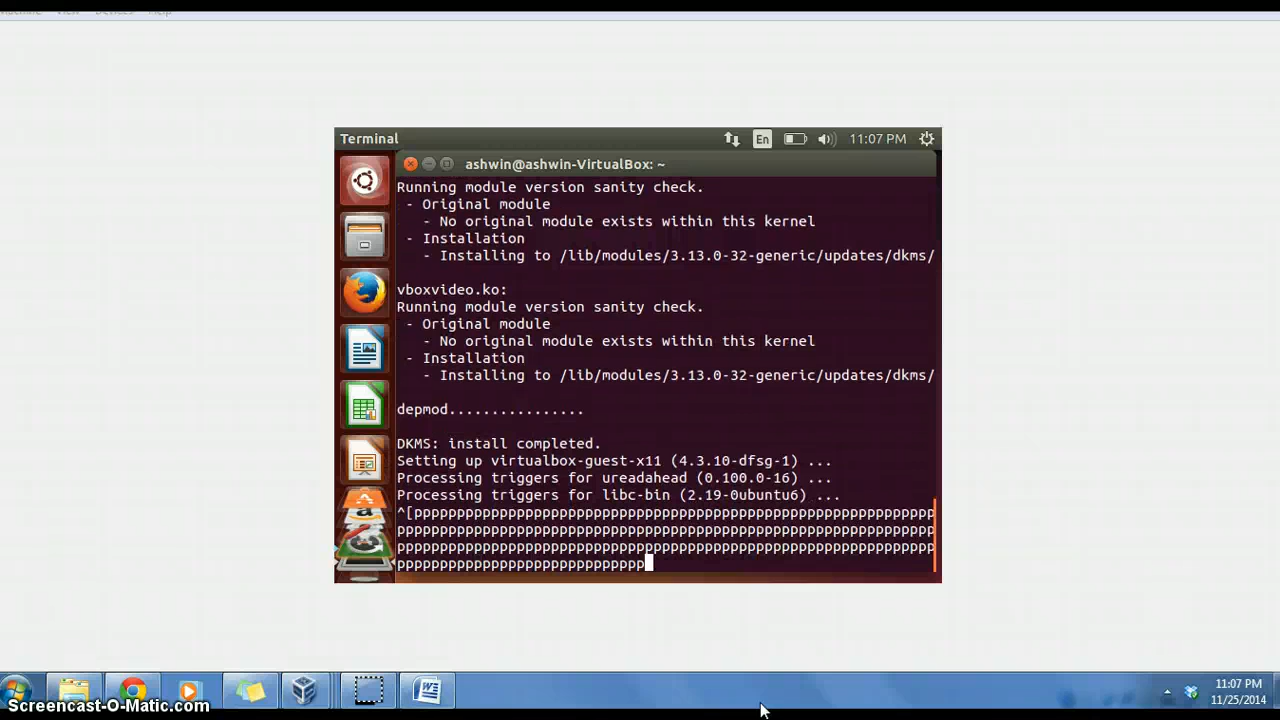 Terminal
En
11:07 PM
ashwin@ashwin-VirtualBox: ~
Running module version sanity check.
- Original module
- No original module exists within this kernel
- Installation
- Installing to /lib/modules/3.13.0-32-generic/updates/dkms/
vboxvideo.ko:
Running module version sanity check.
- Original module
- No original module exists within this kernel
- Installation
- Installing to /lib/modules/3.13.0-32-generic/updates/dkms/
depmod................
DKMS: install completed.
Setting up virtualbox-guest-x11 (4.3.10-dfsg-1) ...
Processing triggers for ureadahead (0.100.0-16) ...
Processing triggers for libc-bin (2.19-0ubuntu6) ...
^[ppppppppppppppppppppppppppppppppppppppppppppppppppppppppppppp
ppppppppppppppppppppppppppppppppppppppppppppppppppppppppppppppp
ppppppppppppppppppppppppppppppppppppppppppppppppppppppppppppppp
ppppppppppppppppppppppppppppp
11:07 PM
11/25/2014
Screencast-O-Matic.com